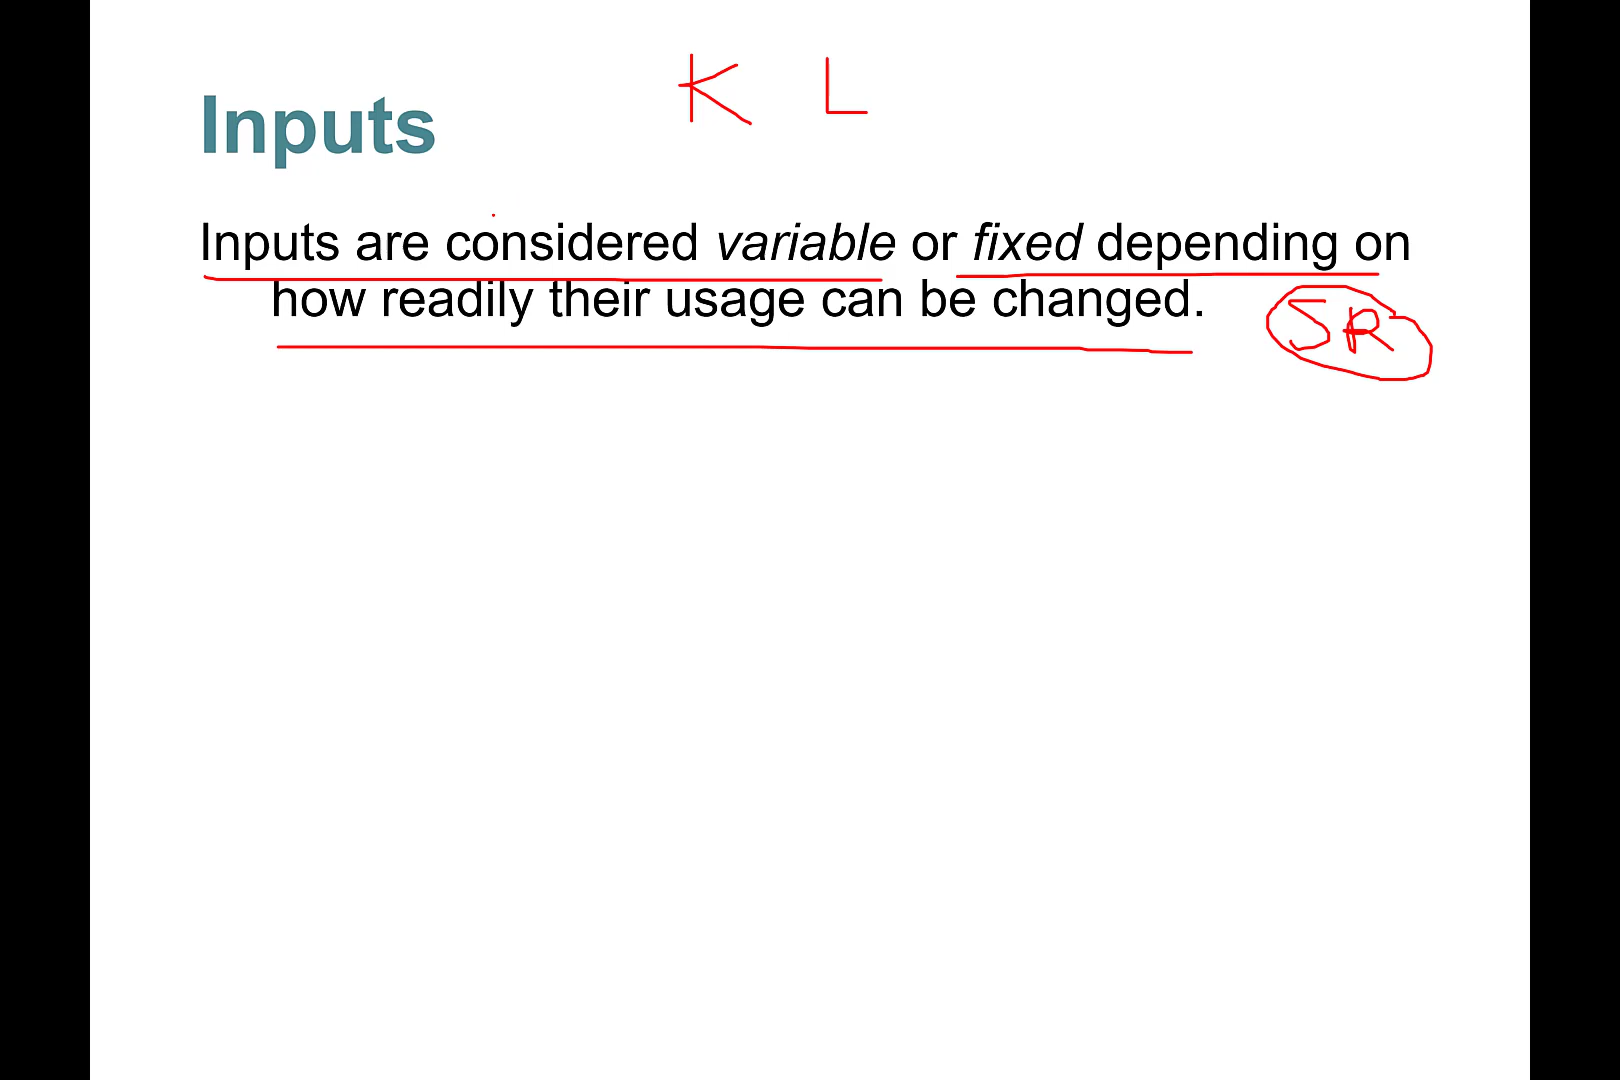 K L
Inputs
Inputs are considered variable or fixed depending on
how readily their usage can be changed.
SR